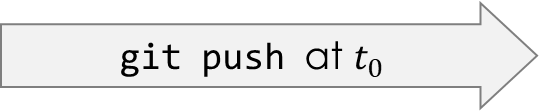 git push at t₀